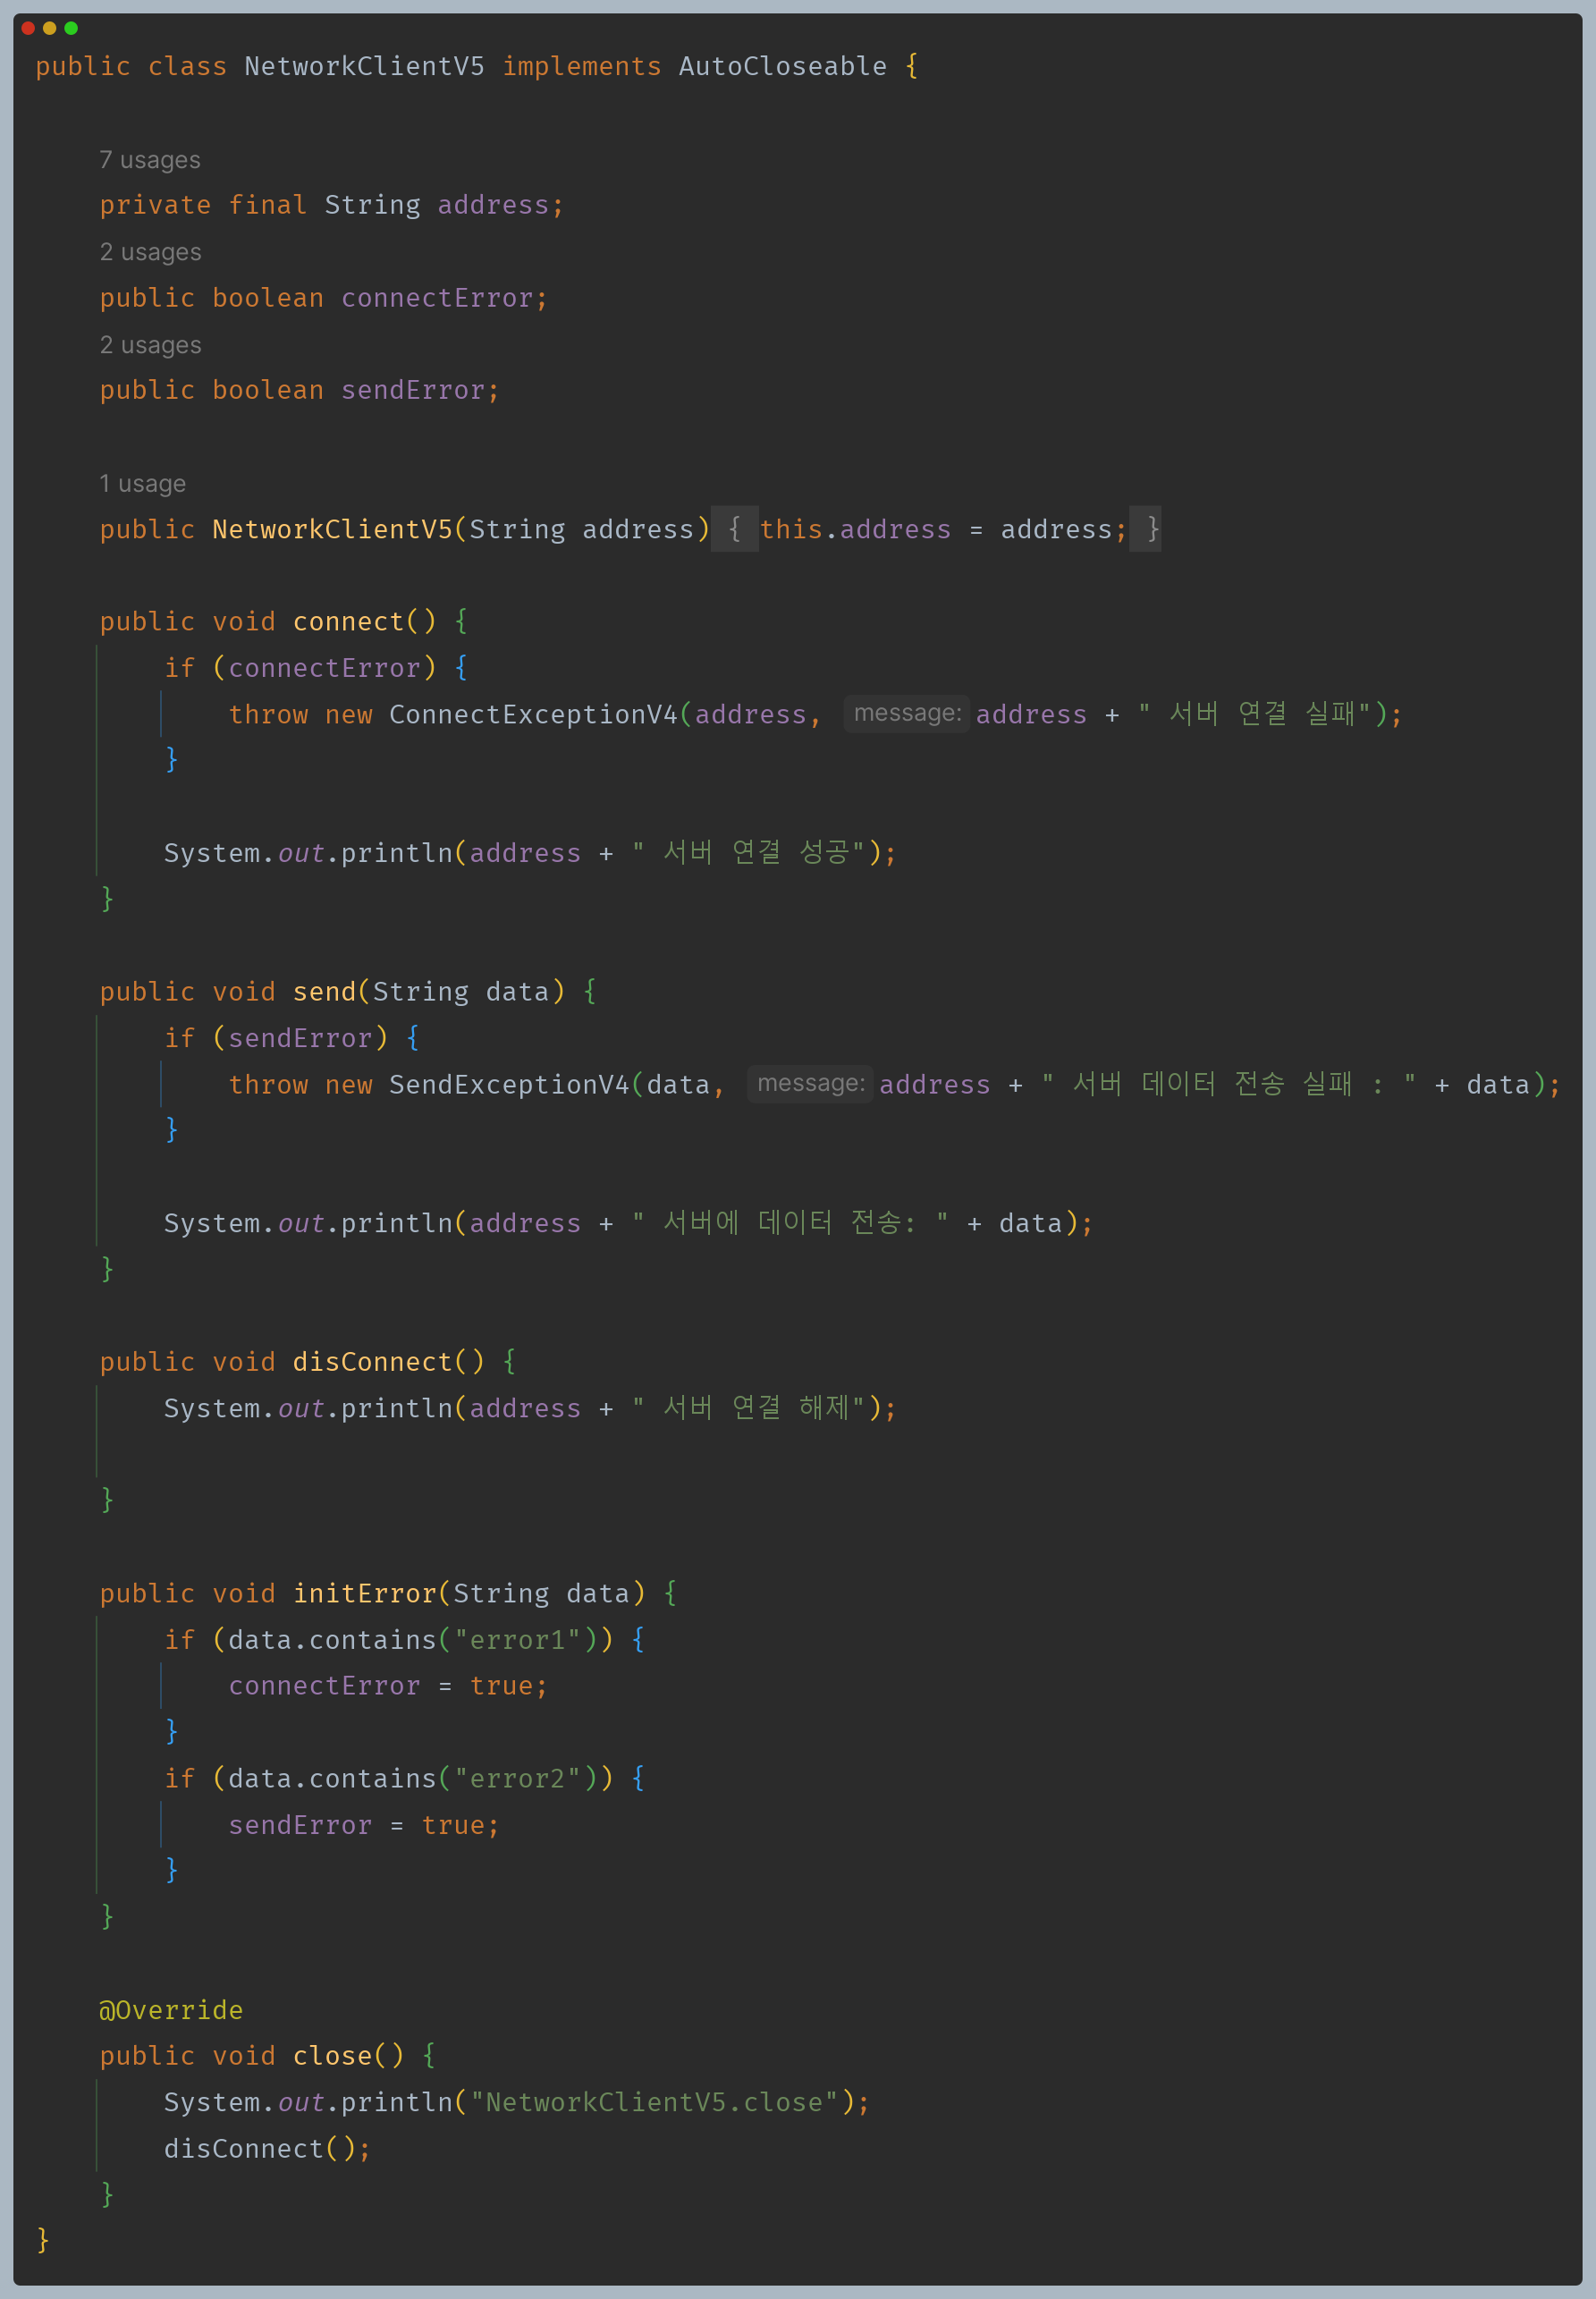 public class NetworkClientV5 implements AutoCloseable {
7 usages
private final String address;
2 usages
public boolean connectError;
2 usages
public boolean sendError;
1 usage
public NetworkClientV5(String address) { this.address = address; }
public void connect() {
if (connectError) {
throw new ConnectExceptionV4(address, message: address + " 서버 연결 실패");
}
System.out.println(address + " 서버 연결 성공");
}
public void send(String data) {
if (sendError) {
throw new SendExceptionV4(data, message: address + " 서버 데이터 전송 실패 : " + data);
}
System.out.println(address + " 서버에 데이터 전송: " + data);
}
public void disConnect() {
System.out.println(address + " 서버 연결 해제");
}
public void initError(String data) {
if (data.contains("error1")) {
connectError = true;
}
if (data.contains("error2")) {
sendError = true;
}
}
@Override
public void close() {
System.out.println("NetworkClientV5.close");
disConnect();
}
}